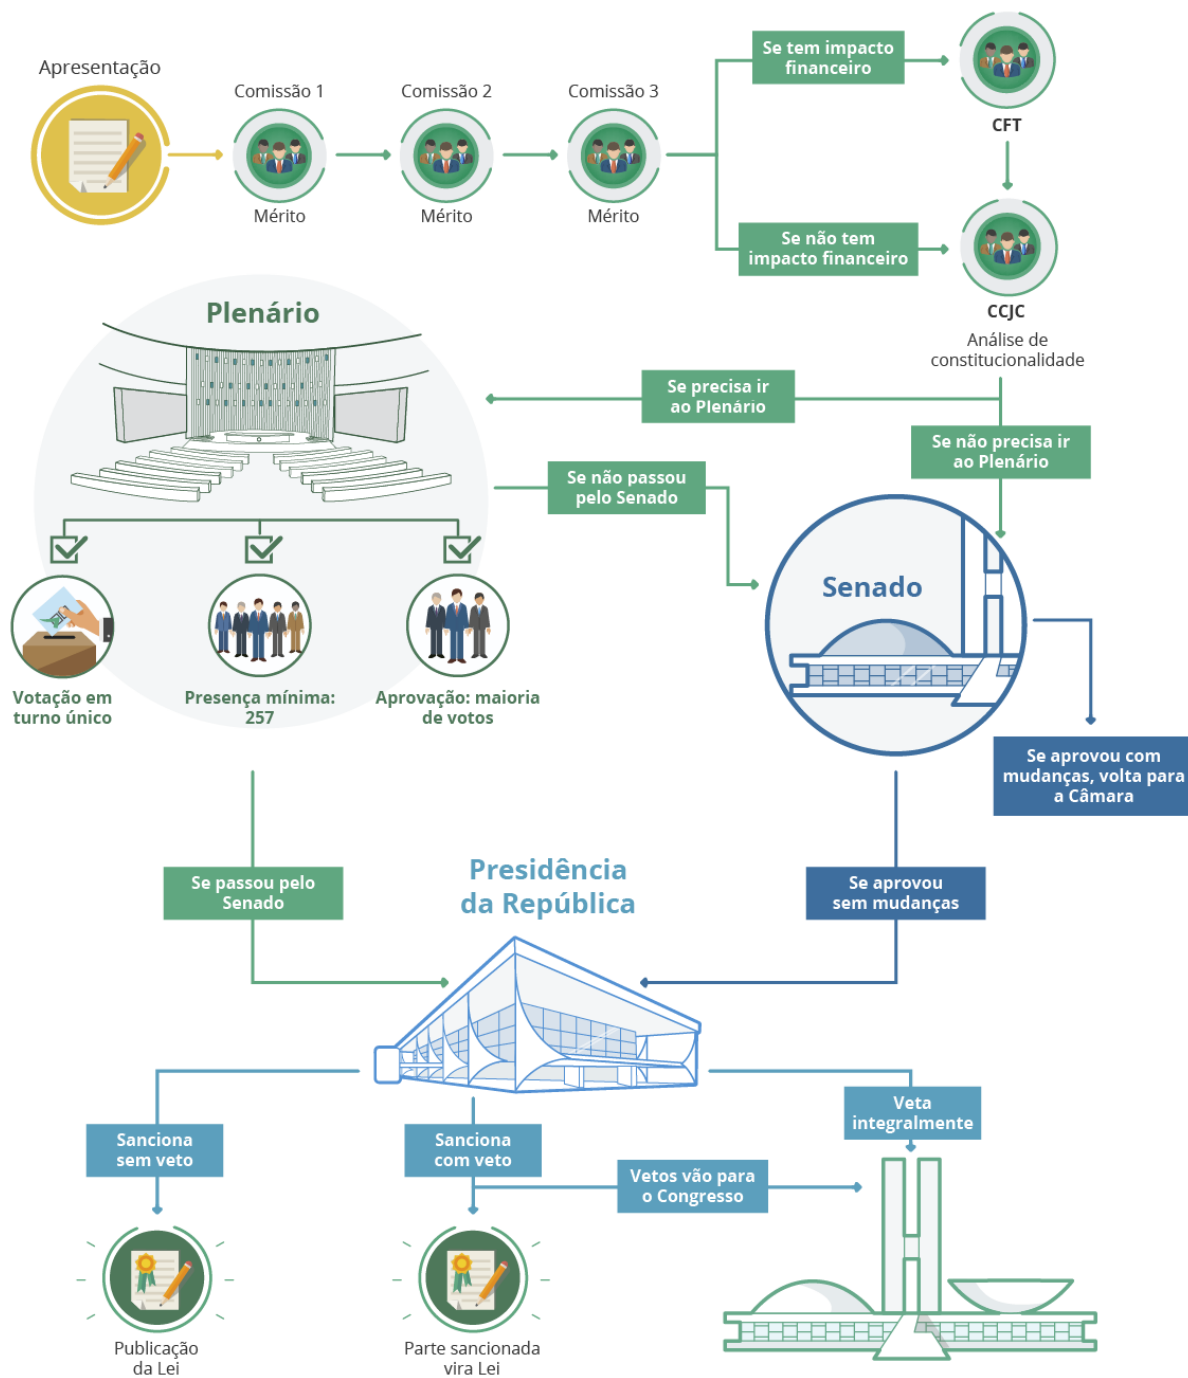 Apresentação
Comissão 1
Mérito
Comissão 2
Mérito
Comissão 3
Mérito
Se tem impacto
financeiro
CFT
Se não tem
impacto financeiro
CCJC
Análise de
constitucionalidade
Plenário
Se precisa ir
ao Plenário
Se não precisa ir
ao Plenário
Se não passou
pelo Senado
Senado
Votação em
turno único
Presença mínima:
257
Aprovação: maioria
de votos
Se aprovou com
mudanças, volta para
a Câmara
Se passou pelo
Senado
Presidência
da República
Se aprovou
sem mudanças
Sanciona
sem veto
Sanciona
com veto
Veta
integralmente
Vetos vão para
o Congresso
Publicação
da Lei
Parte sancionada
vira Lei